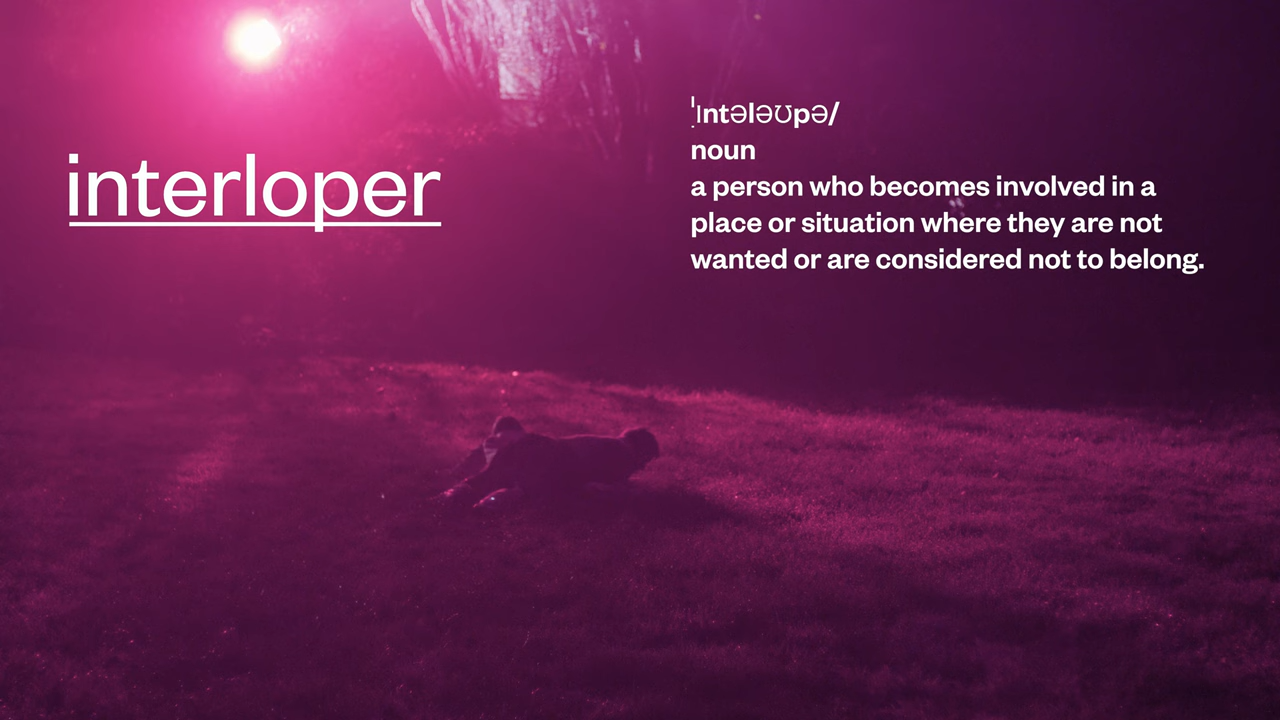 interloper
ˈɪntələʊpə/
noun
a person who becomes involved in a
place or situation where they are not
wanted or are considered not to belong.